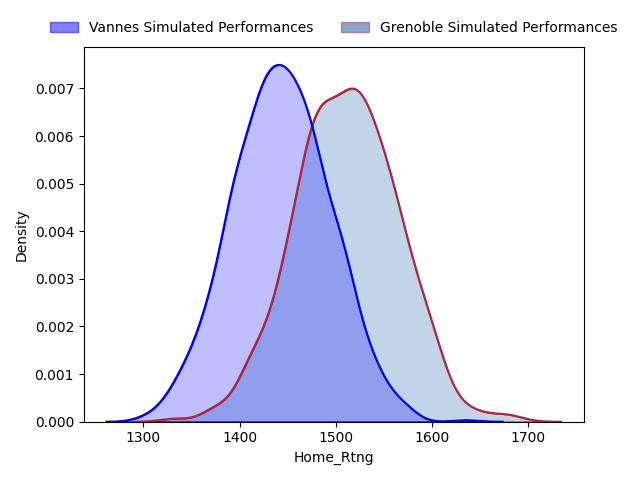 Vannes Simulated Performances
Grenoble Simulated Performances
0.007
0.006
0.005
0.004
0.003
0.002
0.001
0.000
Density
1300 1400 1500 1600 1700
Home_Rtng